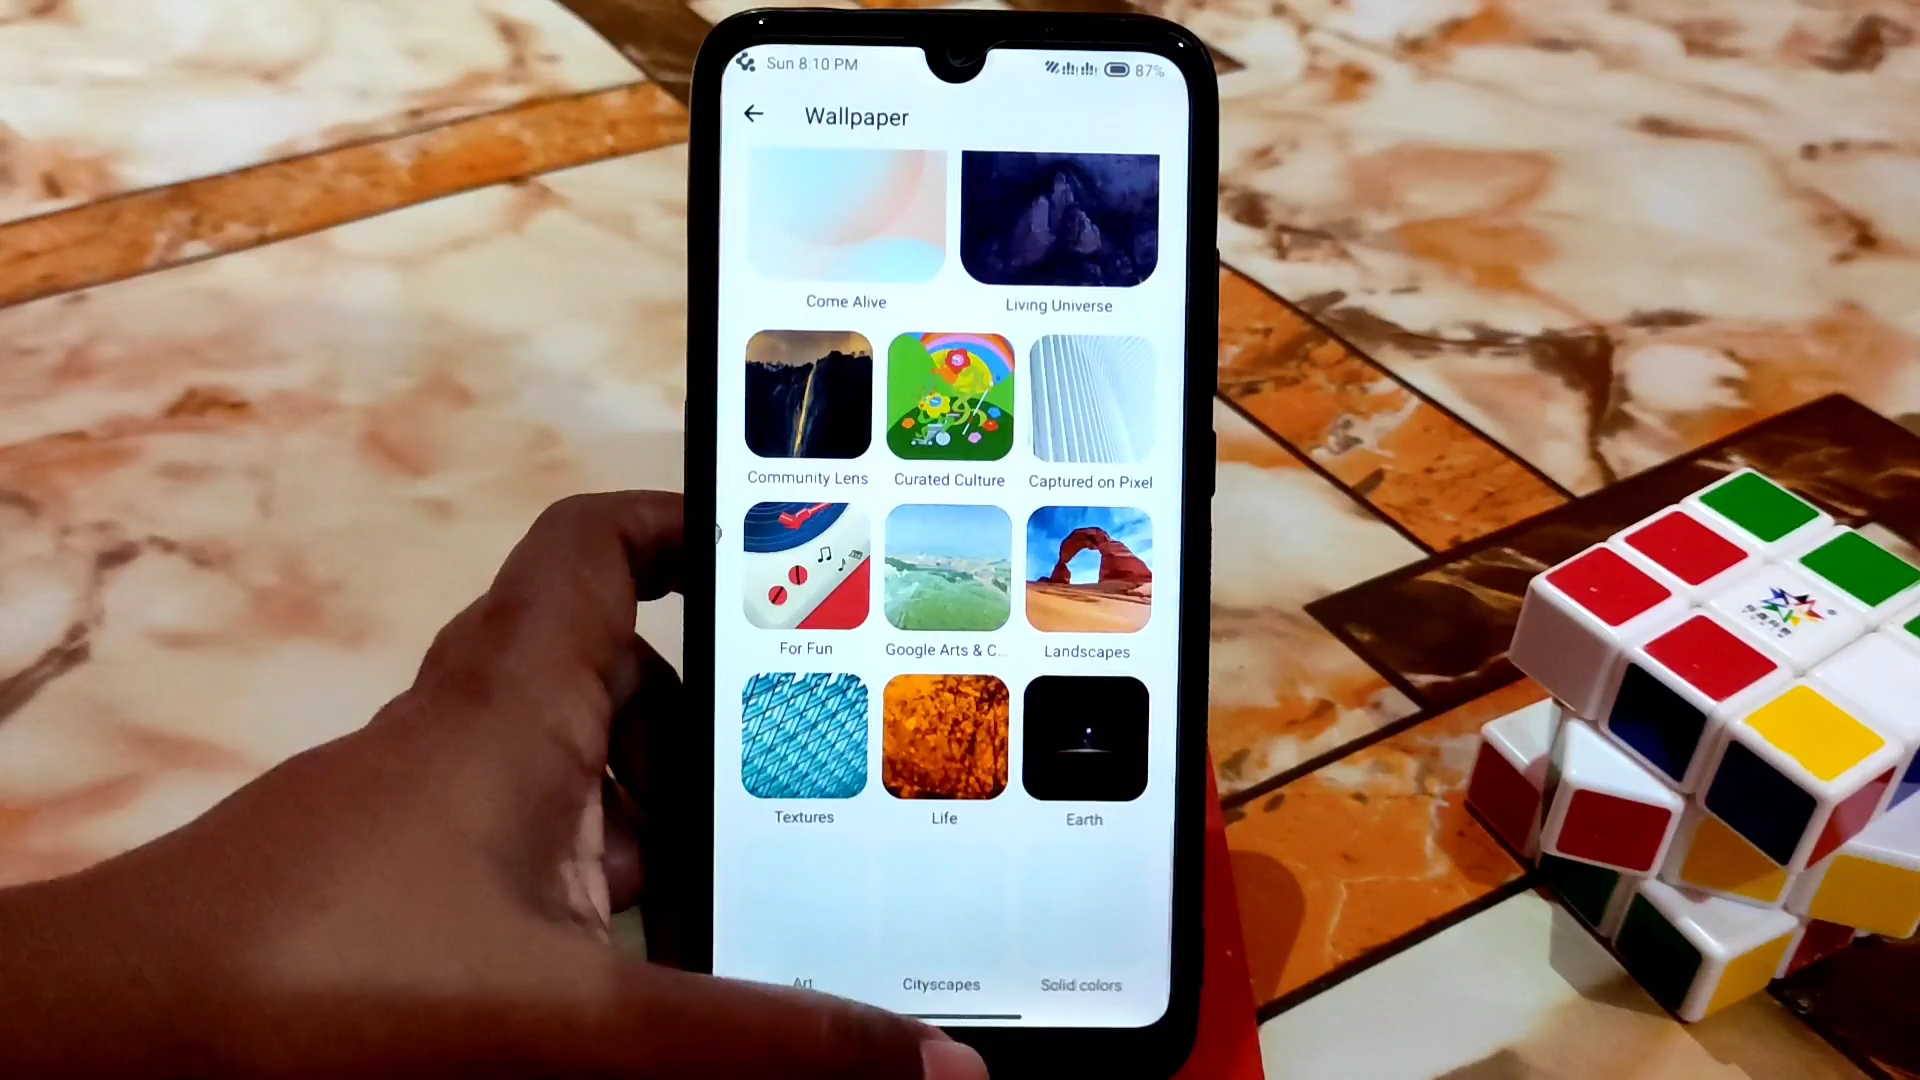 Sun 8:10 PM
87%
Wallpaper
Come Alive
Living Universe
Community Lens
Curated Culture
Captured on Pixel
For Fun
Google Arts & C...
Landscapes
Textures
Life
Earth
Art
Cityscapes
Solid colors